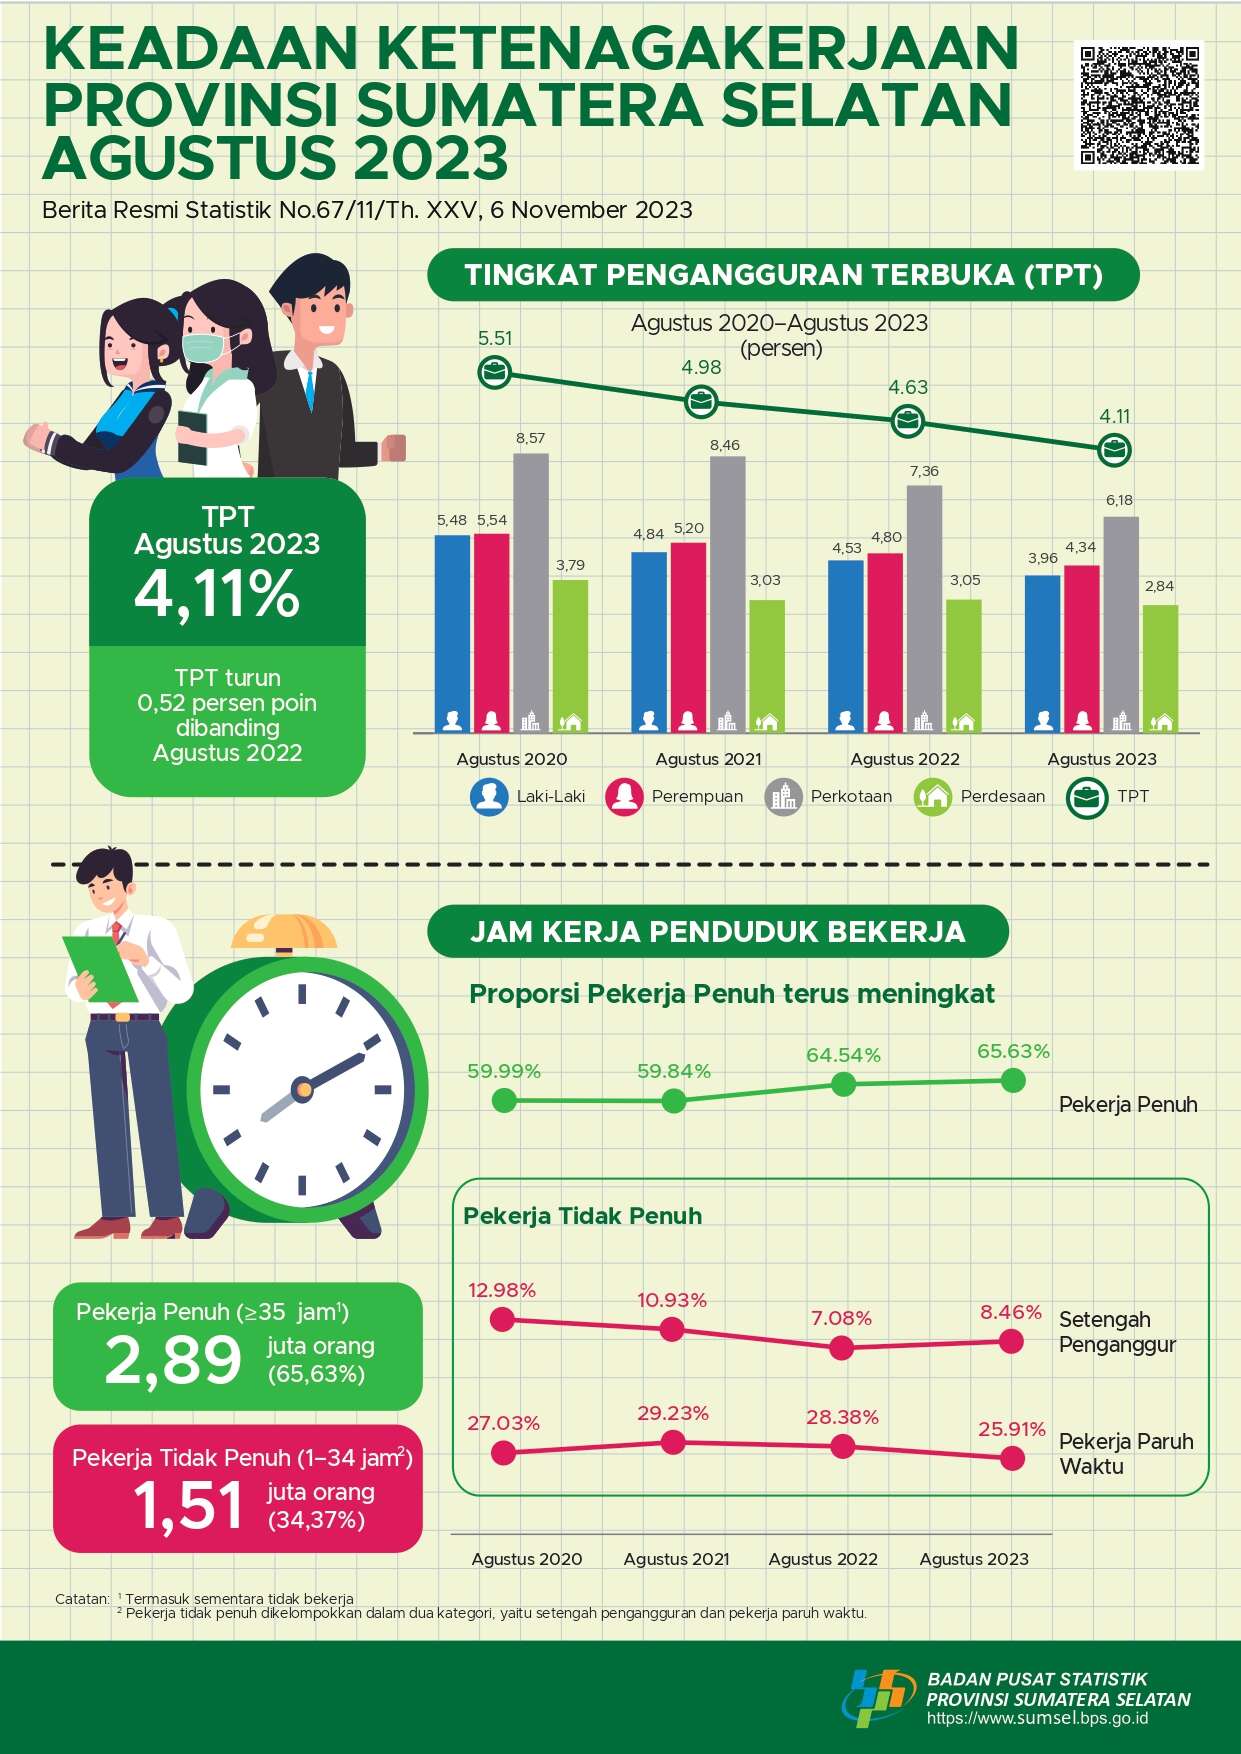 KEADAAN KETENAGAKERJAAN
PROVINSI SUMATERA SELATAN
AGUSTUS 2023
Berita Resmi Statistik No.67/11/Th. XXV, 6 November 2023
TINGKAT PENGANGGURAN TERBUKA (TPT)
Agustus 2020–Agustus 2023
(persen)
5.51
4.98
4.63
4.11
8,57
8,46
7,36
6,18
5,48 5,54
3,79
4,84 5,20
3,03
4,53 4,80
3,05
3,96 4,34
2,84
Agustus 2020
Agustus 2021
Agustus 2022
Agustus 2023
Laki-Laki
Perempuan
Perkotaan
Perdesaan
TPT
TPT
Agustus 2023
4,11%
TPT turun
0,52 persen poin
dibanding
Agustus 2022
JAM KERJA PENDUDUK BEKERJA
Proporsi Pekerja Penuh terus meningkat
59.99%
59.84%
64.54%
65.63%
Pekerja Penuh
Pekerja Tidak Penuh
12.98%
10.93%
7.08%
8.46%
Setengah
Penganggur
27.03%
29.23%
28.38%
25.91%
Pekerja Paruh
Waktu
Agustus 2020
Agustus 2021
Agustus 2022
Agustus 2023
Pekerja Penuh (≥35 jam¹)
2,89 juta orang
(65,63%)
Pekerja Tidak Penuh (1–34 jam²)
1,51 juta orang
(34,37%)
Catatan: ¹ Termasuk sementara tidak bekerja
² Pekerja tidak penuh dikelompokkan dalam dua kategori, yaitu setengah pengangguran dan pekerja paruh waktu.
BADAN PUSAT STATISTIK
PROVINSI SUMATERA SELATAN
https://www.sumsel.bps.go.id